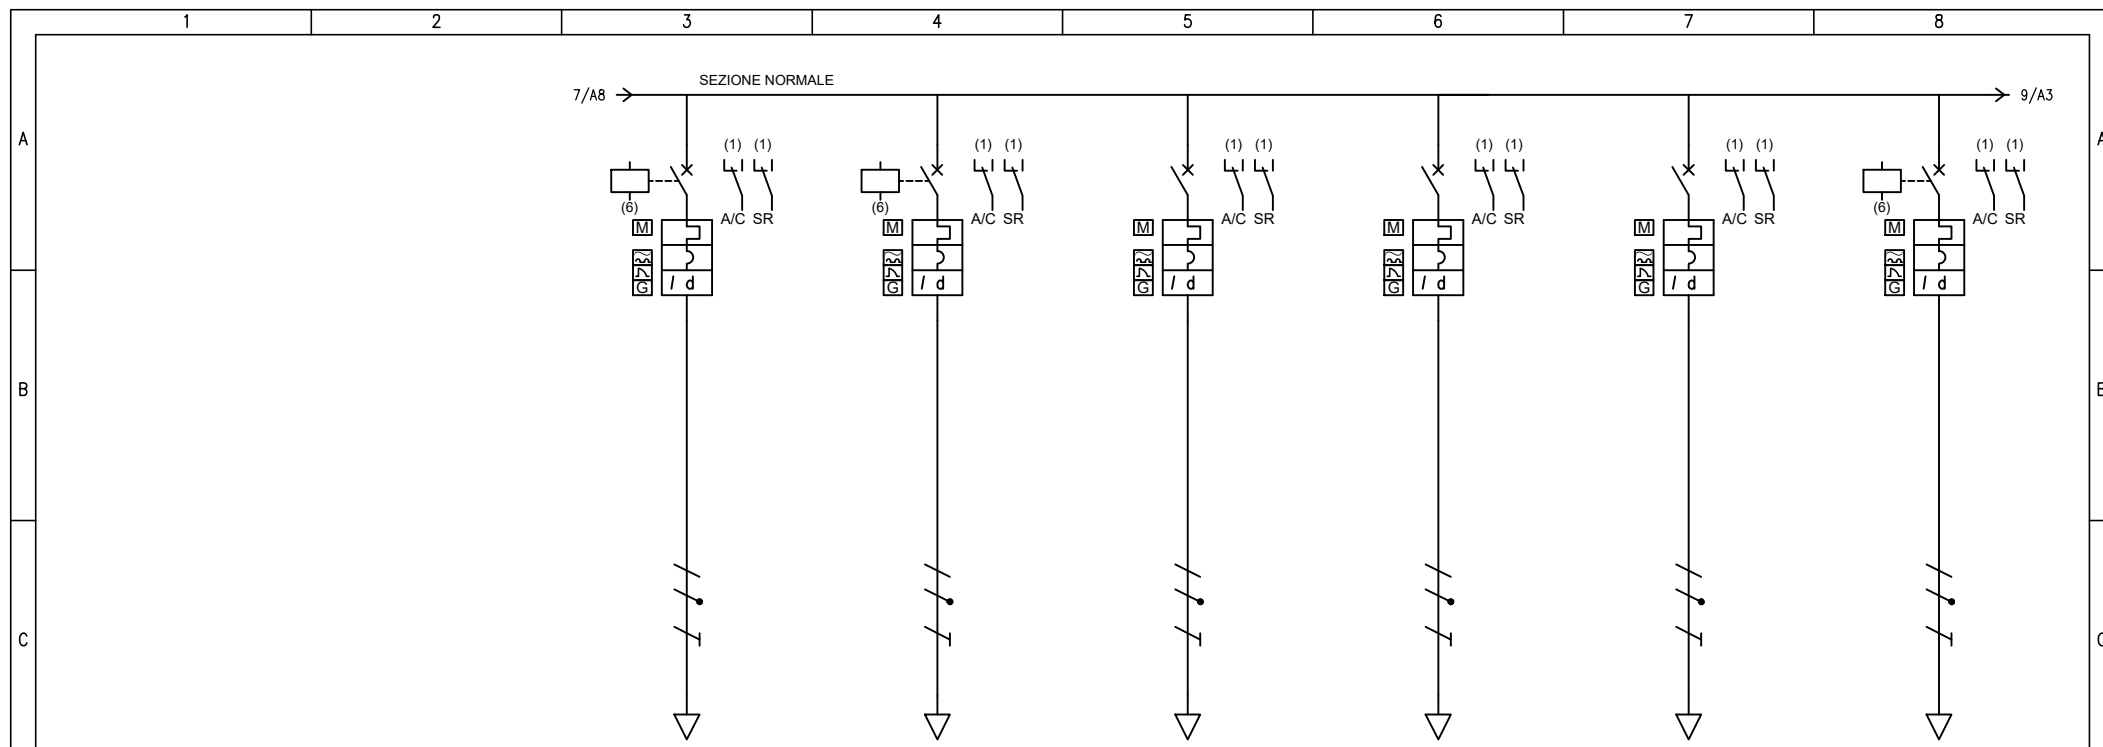 1 2 3 4 5 6 7 8
SEZIONE NORMALE
7/A8 9/A3
A A
(1) (1) (1) (1) (1) (1) (1) (1) (1) (1) (1) (1)
(6) (6) (6)
A/C SR A/C SR A/C SR A/C SR A/C SR A/C SR
M M M M M M
I d I d I d I d I d I d
G G G G G G
B B
C C